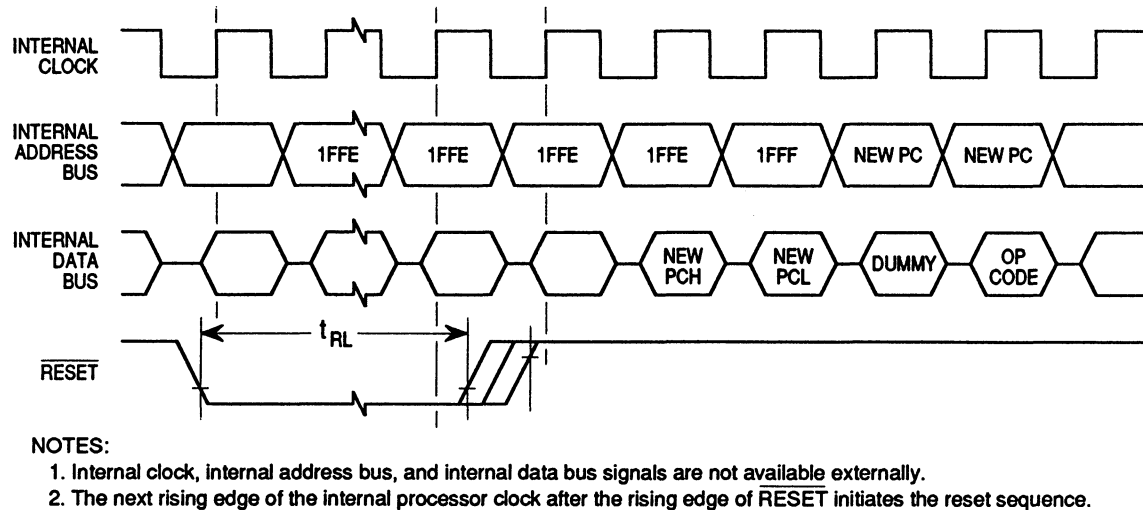 INTERNAL
CLOCK
INTERNAL
ADDRESS
BUS
1FFE
1FFE
1FFE
1FFE
1FFF
NEW PC
NEW PC
INTERNAL
DATA
BUS
NEW
PCH
NEW
PCL
DUMMY
OP
CODE
tRL
RESET
NOTES:
1. Internal clock, internal address bus, and internal data bus signals are not available externally.
2. The next rising edge of the internal processor clock after the rising edge of RESET initiates the reset sequence.